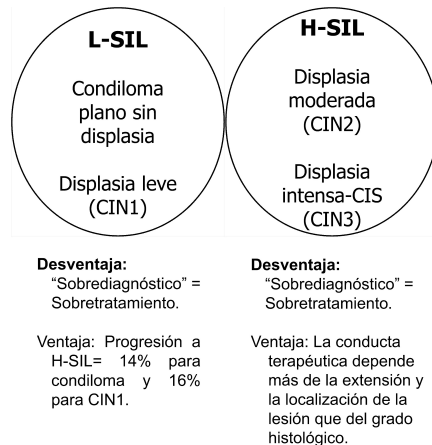 L-SIL
Condiloma
plano sin
displasia
Displasia leve
(CIN1)
H-SIL
Displasia
moderada
(CIN2)
Displasia
intensa-CIS
(CIN3)
Desventaja:
“Sobrediagnóstico” =
Sobretratamiento.
Ventaja: Progresión a
H-SIL= 14% para
condiloma y 16%
para CIN1.
Desventaja:
“Sobrediagnóstico” =
Sobretratamiento.
Ventaja: La conducta
terapéutica depende
más de la extensión y
la localización de la
lesión que del grado
histológico.